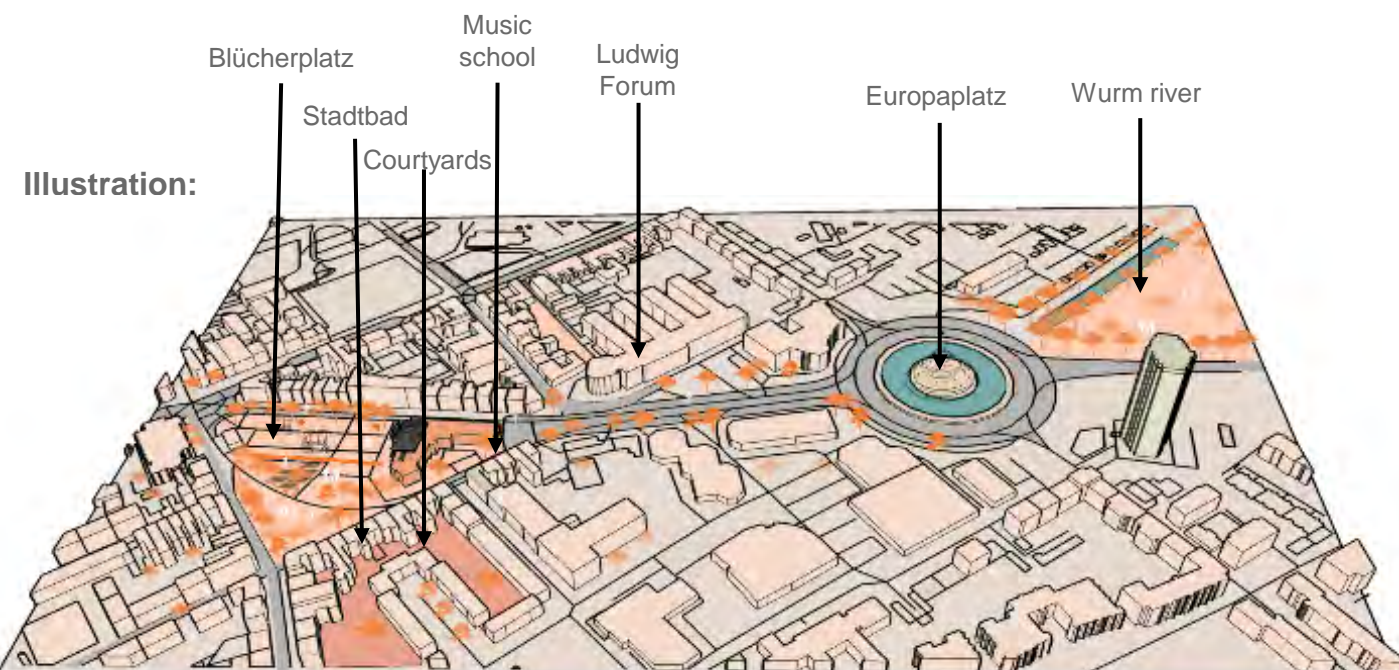 Music
school
Blücherplatz
Ludwig
Forum
Europaplatz
Wurm river
Stadtbad
Courtyards
Illustration: